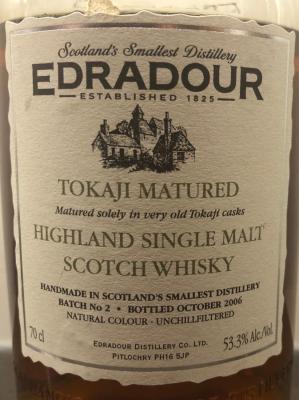 Scotland's Smallest Distillery
EDRADOUR
ESTABLISHED 1825
TOKAJI MATURED
Matured solely in very old Tokaji casks
HIGHLAND SINGLE MALT
SCOTCH WHISKY
HANDMADE IN SCOTLAND'S SMALLEST DISTILLERY
BATCH No 2 • BOTTLED OCTOBER 2006
NATURAL COLOUR - UNCHILLFILTERED
70 cl
53.3% Alc./Vol.
EDRADOUR DISTILLERY CO. LTD.
PITLOCHRY PH16 5JP